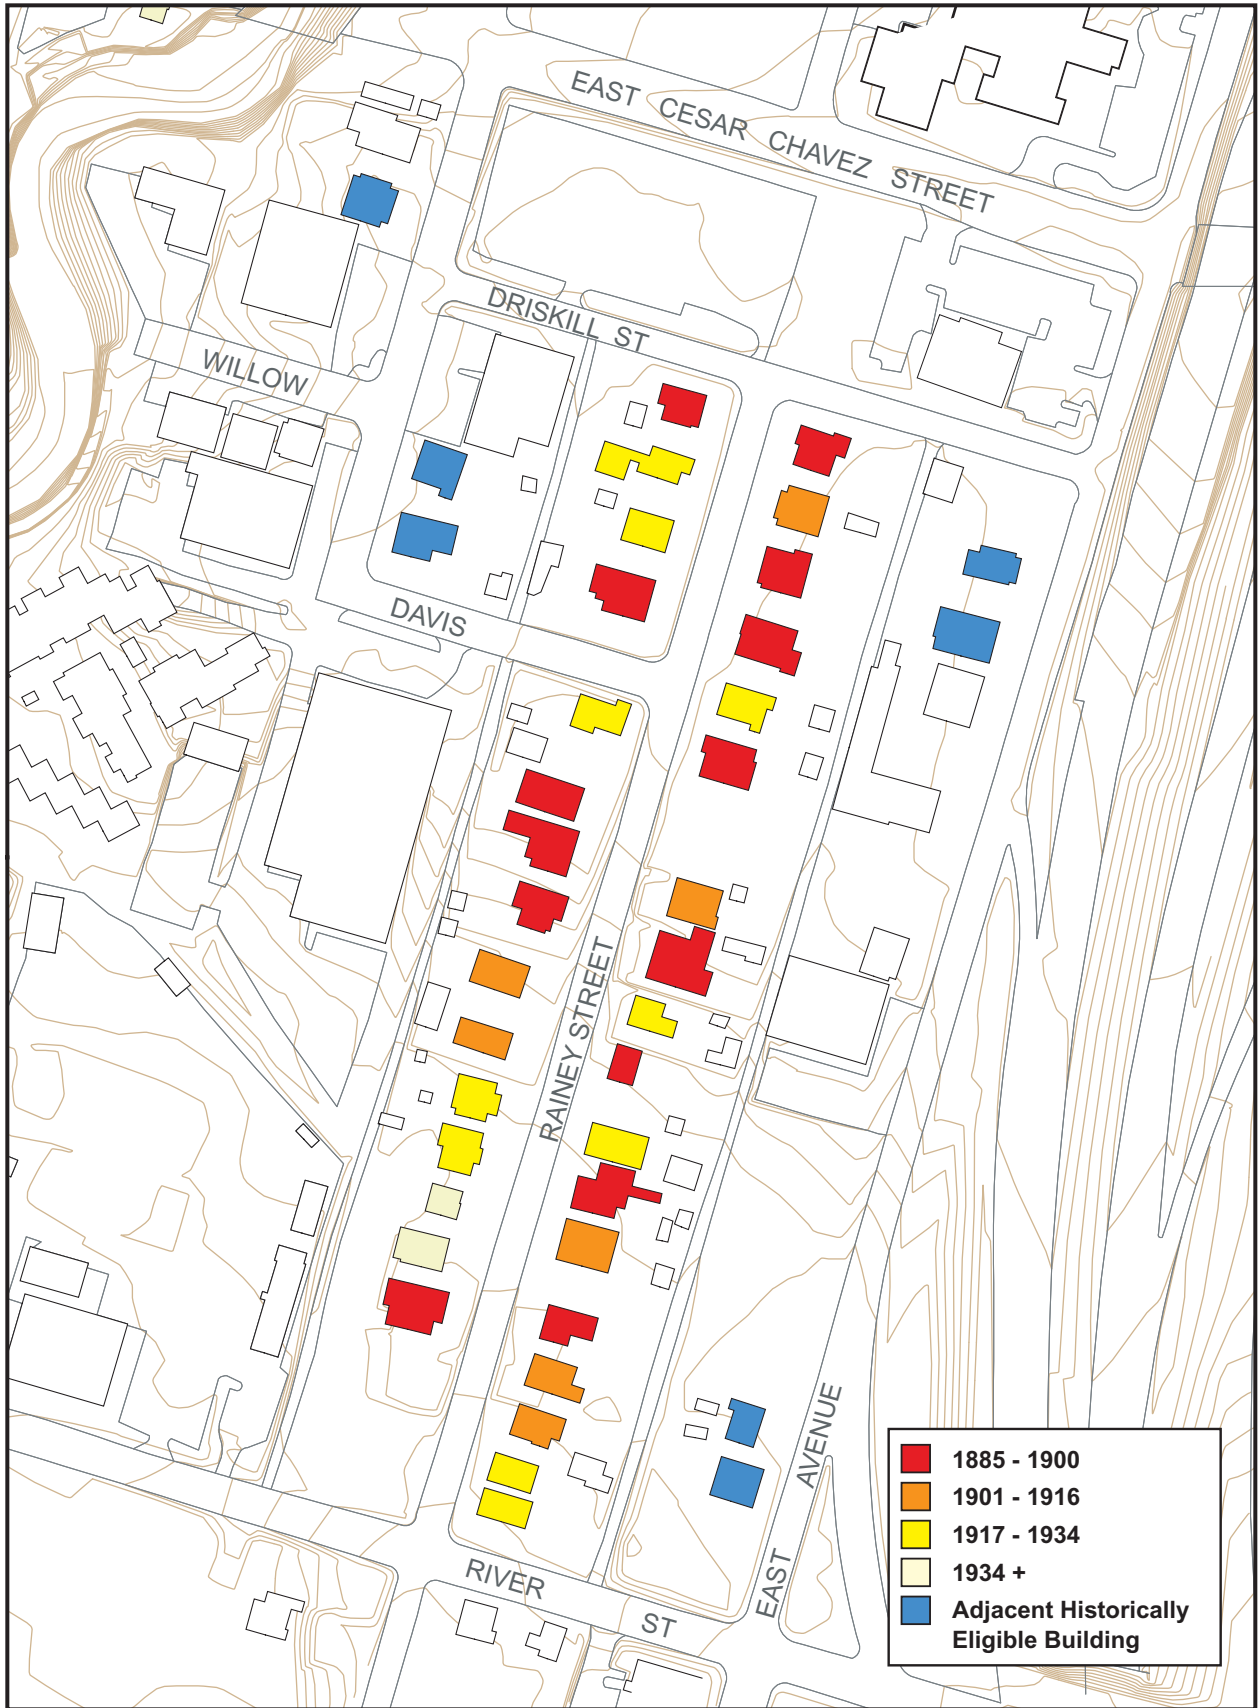 EAST CESAR CHAVEZ STREET
DRISKILL ST
WILLOW
DAVIS
RAINEY STREET
EAST AVENUE
RIVER ST
1885 - 1900
1901 - 1916
1917 - 1934
1934 +
Adjacent Historically
Eligible Building